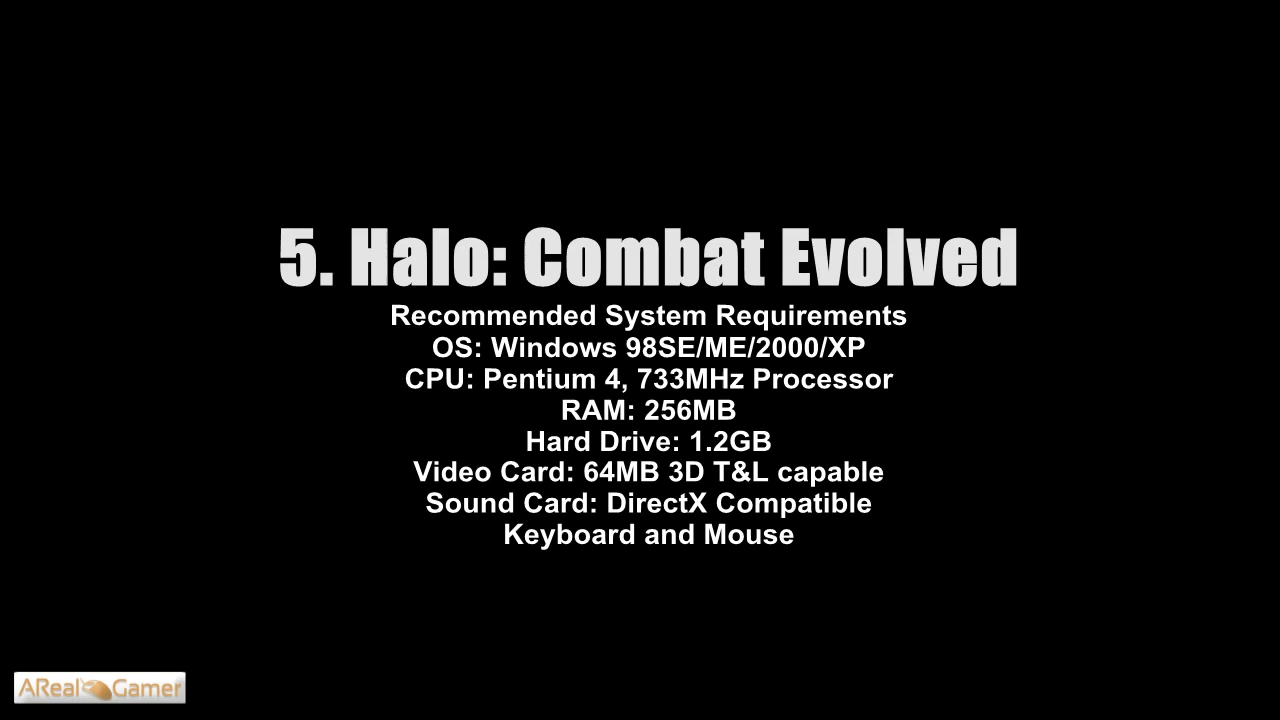 5. Halo: Combat Evolved
Recommended System Requirements
OS: Windows 98SE/ME/2000/XP
CPU: Pentium 4, 733MHz Processor
RAM: 256MB
Hard Drive: 1.2GB
Video Card: 64MB 3D T&L capable
Sound Card: DirectX Compatible
Keyboard and Mouse
AReal Gamer